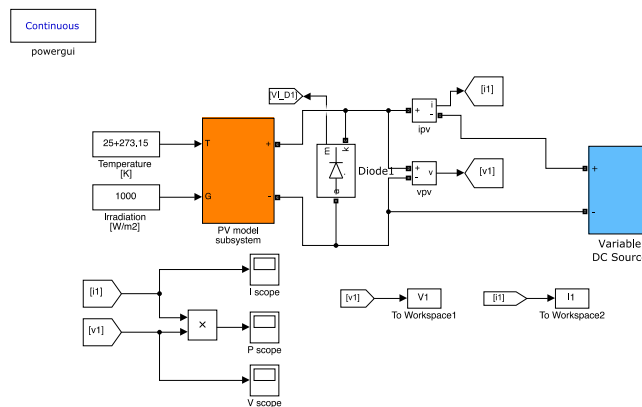 Continuous
powergui
[VI_D1]
[i1]
i
+
-
ipv
25+273,15
Temperature
[K]
T
+
m
k
a
Diode1
+
-
v
vpv
[v1]
+
-
1000
Irradiation
[W/m2]
G
-
PV model
subsystem
Variable
DC Source
[i1]
I scope
[v1]
×
P scope
V scope
[v1]
V1
To Workspace1
[i1]
I1
To Workspace2